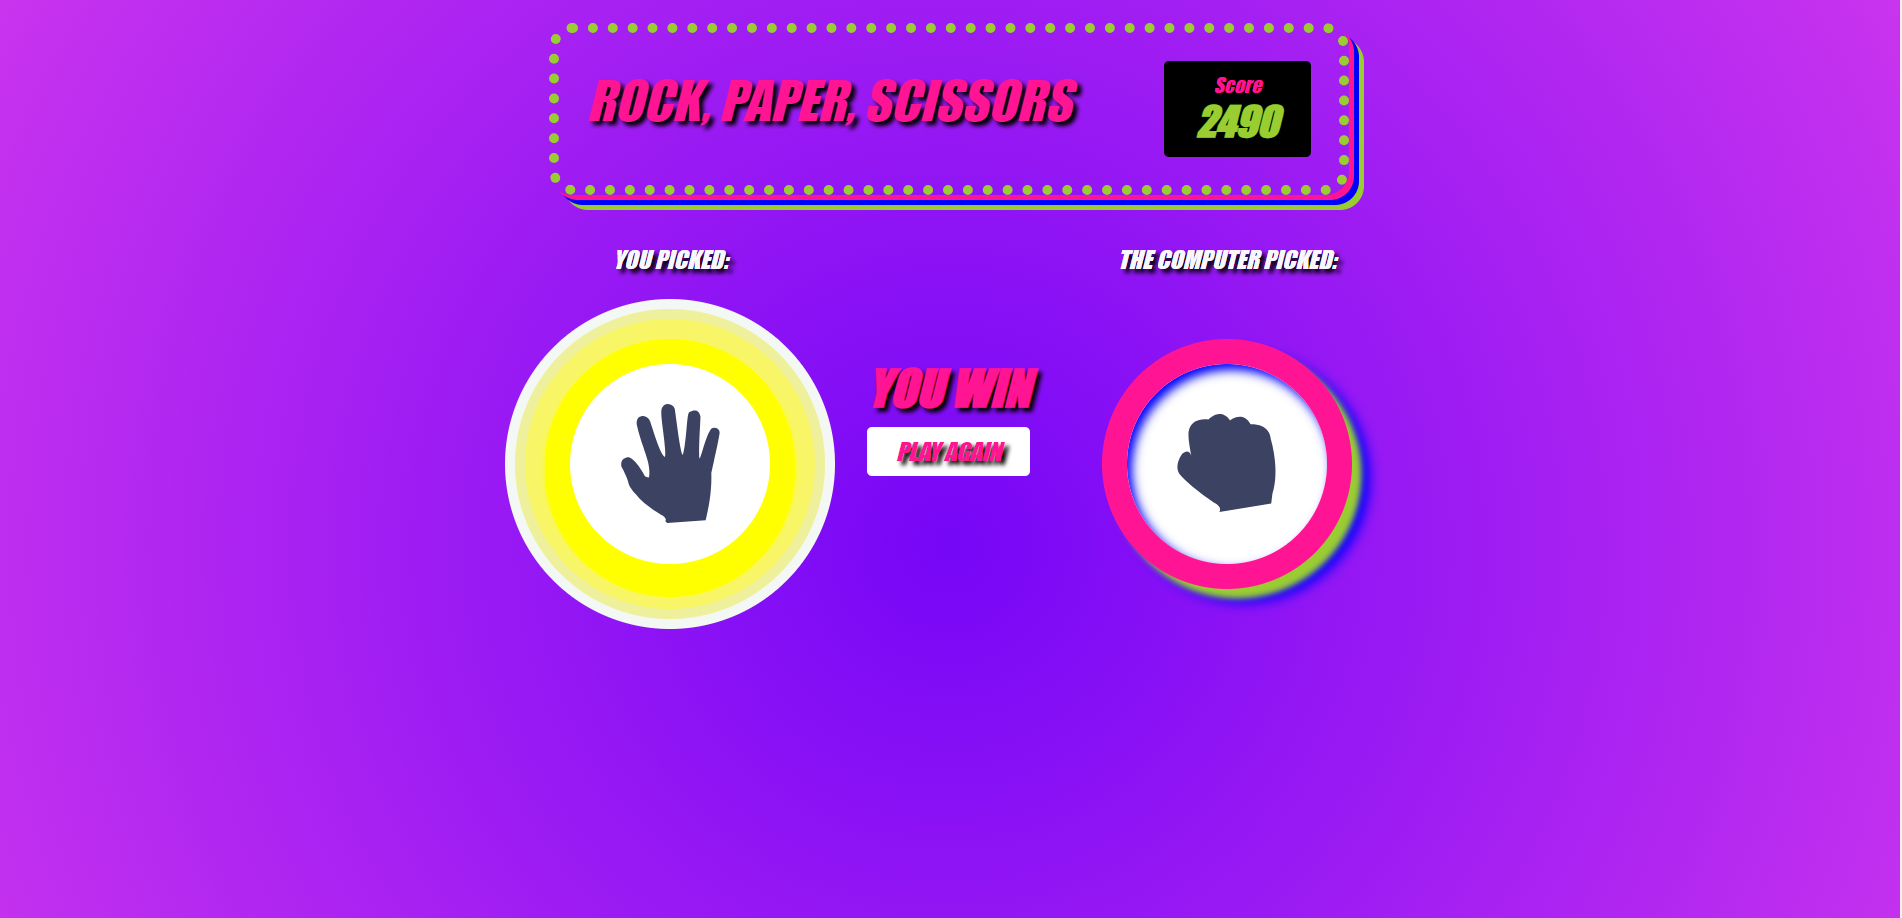 ROCK, PAPER, SCISSORS
Score
2490
YOU PICKED:
THE COMPUTER PICKED:
YOU WIN
PLAY AGAIN